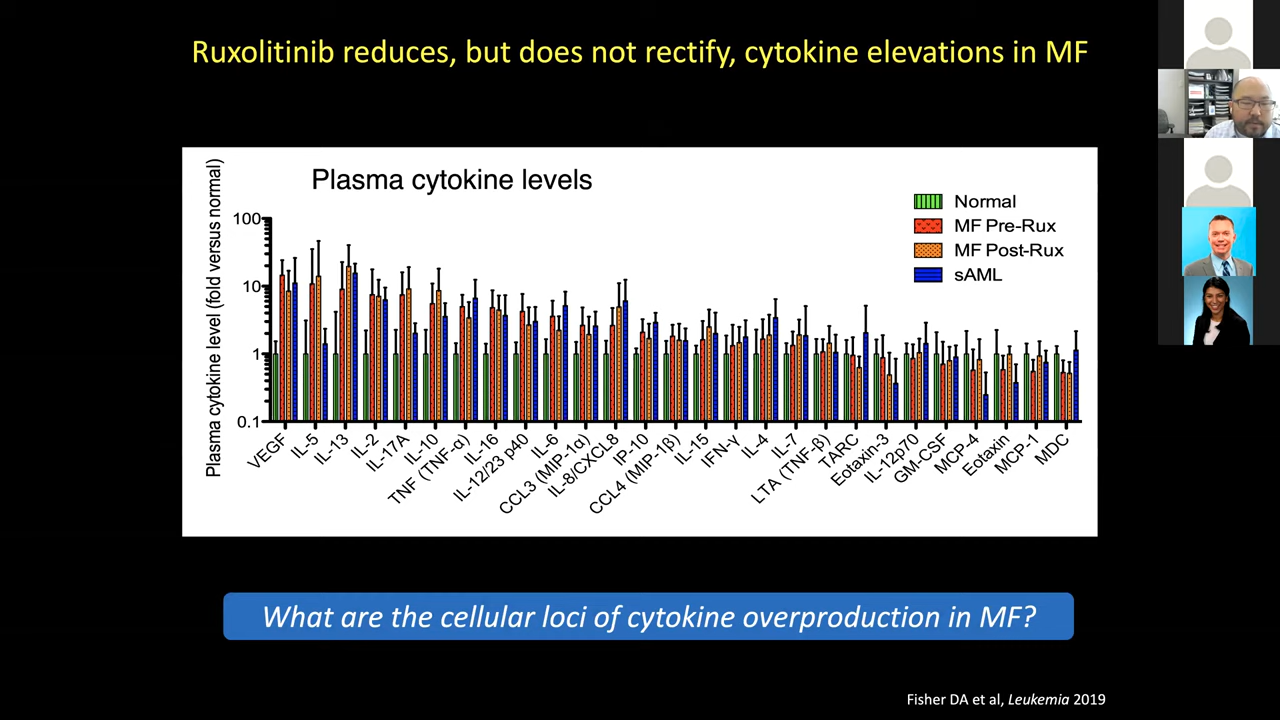 Ruxolitinib reduces, but does not rectify, cytokine elevations in MF
Plasma cytokine levels
Plasma cytokine level (fold versus normal)
100
10
1
0.1
Normal
MF Pre-Rux
MF Post-Rux
sAML
VEGF
IL-5
IL-13
IL-2
IL-17A
IL-10
TNF (TNF-α)
IL-16
IL-12/23 p40
IL-6
CCL3 (MIP-1α)
IL-8/CXCL8
IP-10
CCL4 (MIP-1β)
IL-15
IFN-γ
IL-4
IL-7
LTA (TNF-β)
TARC
Eotaxin-3
IL-12p70
GM-CSF
MCP-4
Eotaxin
MCP-1
MDC
What are the cellular loci of cytokine overproduction in MF?
Fisher DA et al, Leukemia 2019